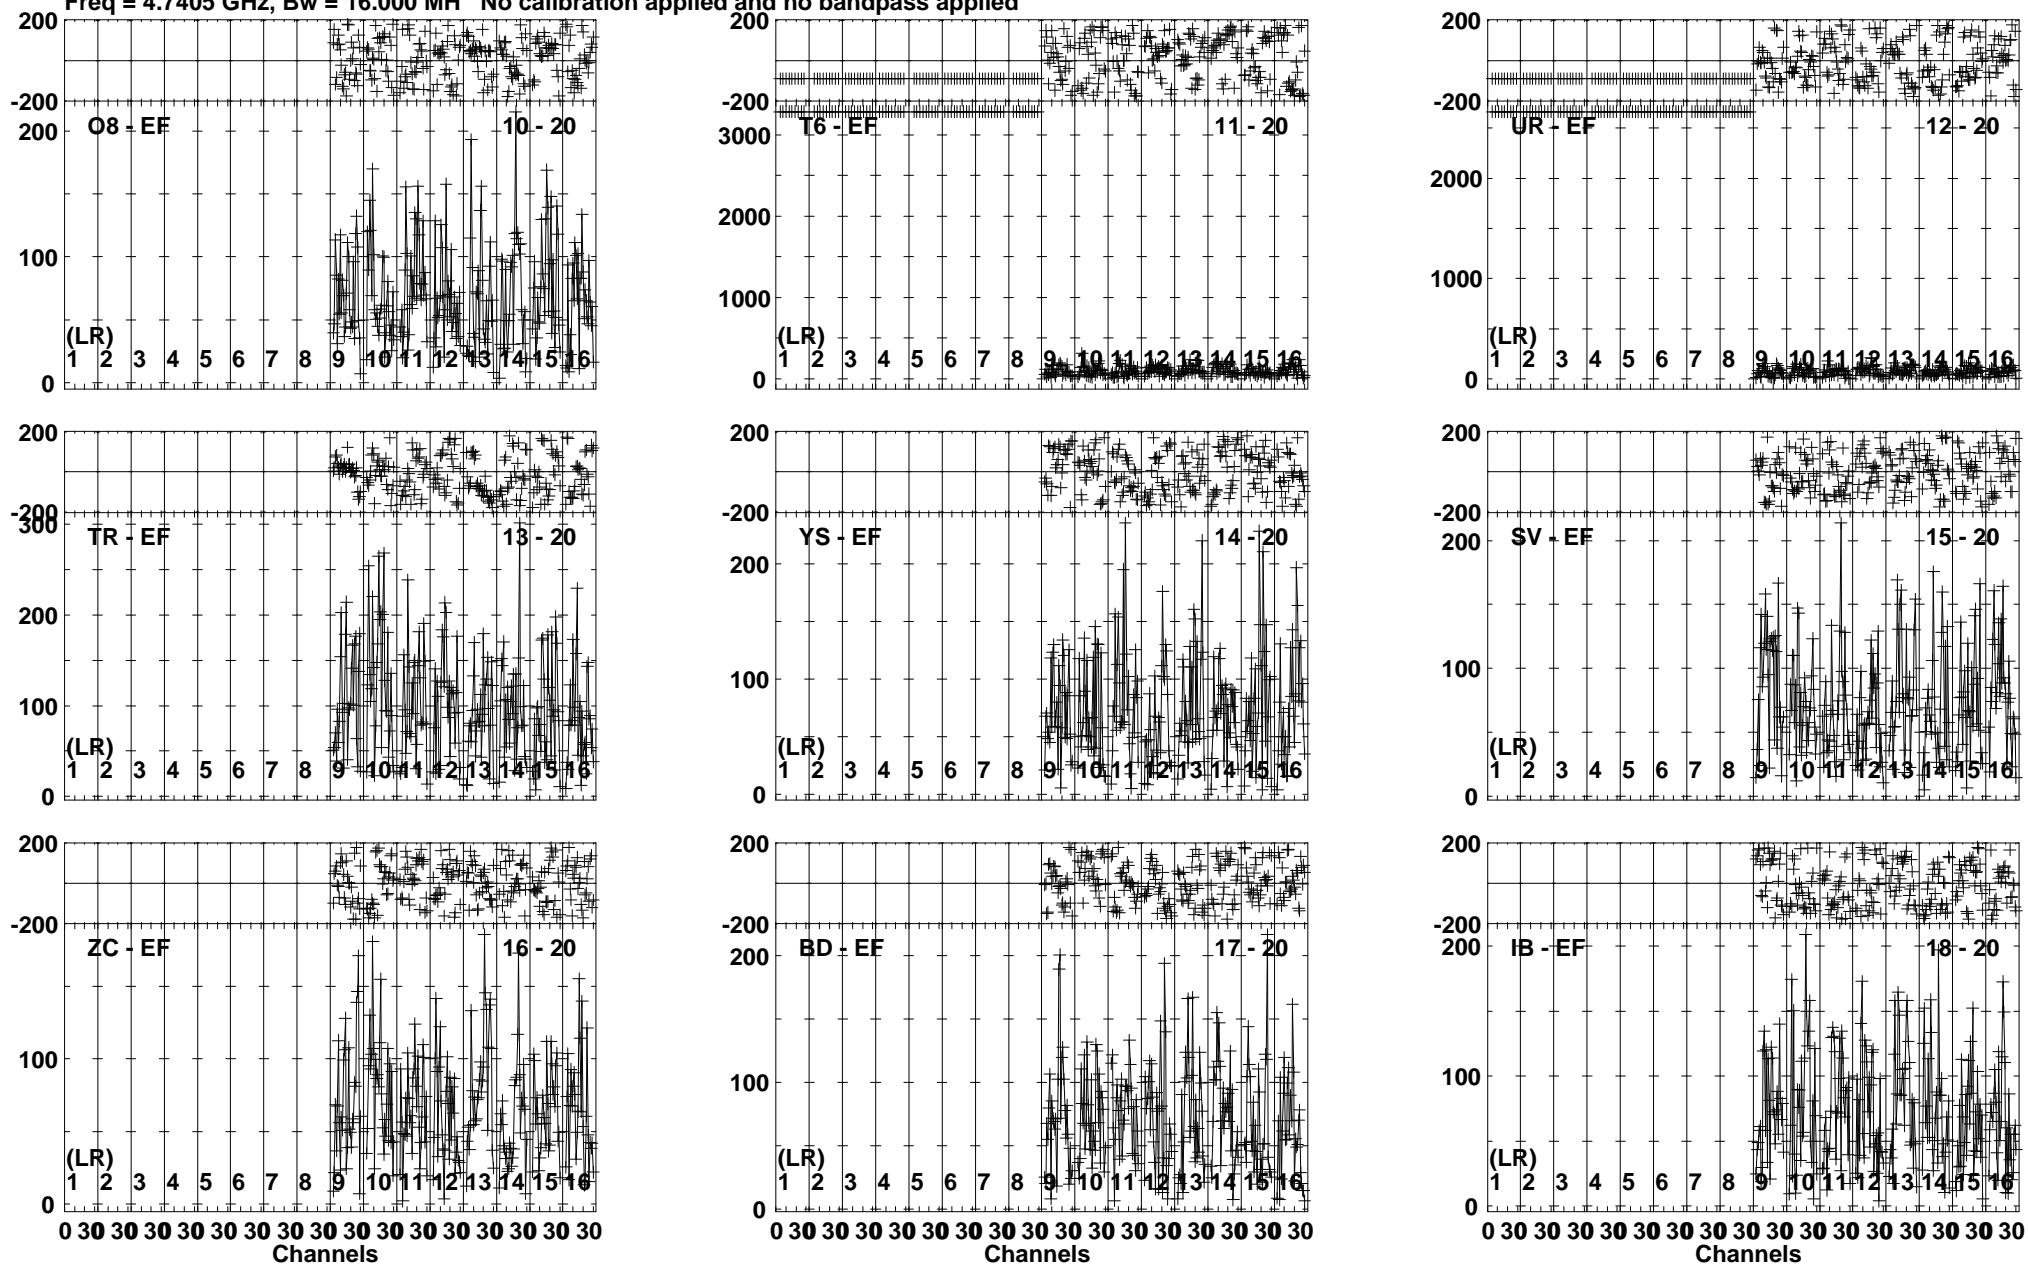 Freq = 4.7405 GHz, Bw = 16.000 MH No calibration applied and no bandpass applied
200
-200
O8 - EF 10 - 20
200
100
0
(LR)
1 2 3 4 5 6 7 8 9 10 11 12 13 14 15 16
200
-200
T6 - EF 11 - 20
3000
2000
1000
0
(LR)
1 2 3 4 5 6 7 8 9 10 11 12 13 14 15 16
200
-200
UR - EF 12 - 20
2000
1000
0
(LR)
1 2 3 4 5 6 7 8 9 10 11 12 13 14 15 16
200
-200
300
TR - EF 13 - 20
200
100
0
(LR)
1 2 3 4 5 6 7 8 9 10 11 12 13 14 15 16
200
-200
YS - EF 14 - 20
200
100
0
(LR)
1 2 3 4 5 6 7 8 9 10 11 12 13 14 15 16
200
-200
SV - EF 15 - 20
200
100
0
(LR)
1 2 3 4 5 6 7 8 9 10 11 12 13 14 15 16
200
-200
ZC - EF 16 - 20
100
0
(LR)
1 2 3 4 5 6 7 8 9 10 11 12 13 14 15 16
0 30 30 30 30 30 30 30 30 30 30 30 30 30 30 30 30
Channels
200
-200
BD - EF 17 - 20
200
100
0
(LR)
1 2 3 4 5 6 7 8 9 10 11 12 13 14 15 16
0 30 30 30 30 30 30 30 30 30 30 30 30 30 30 30 30
Channels
200
-200
IB - EF 18 - 20
200
100
0
(LR)
1 2 3 4 5 6 7 8 9 10 11 12 13 14 15 16
0 30 30 30 30 30 30 30 30 30 30 30 30 30 30 30 30
Channels